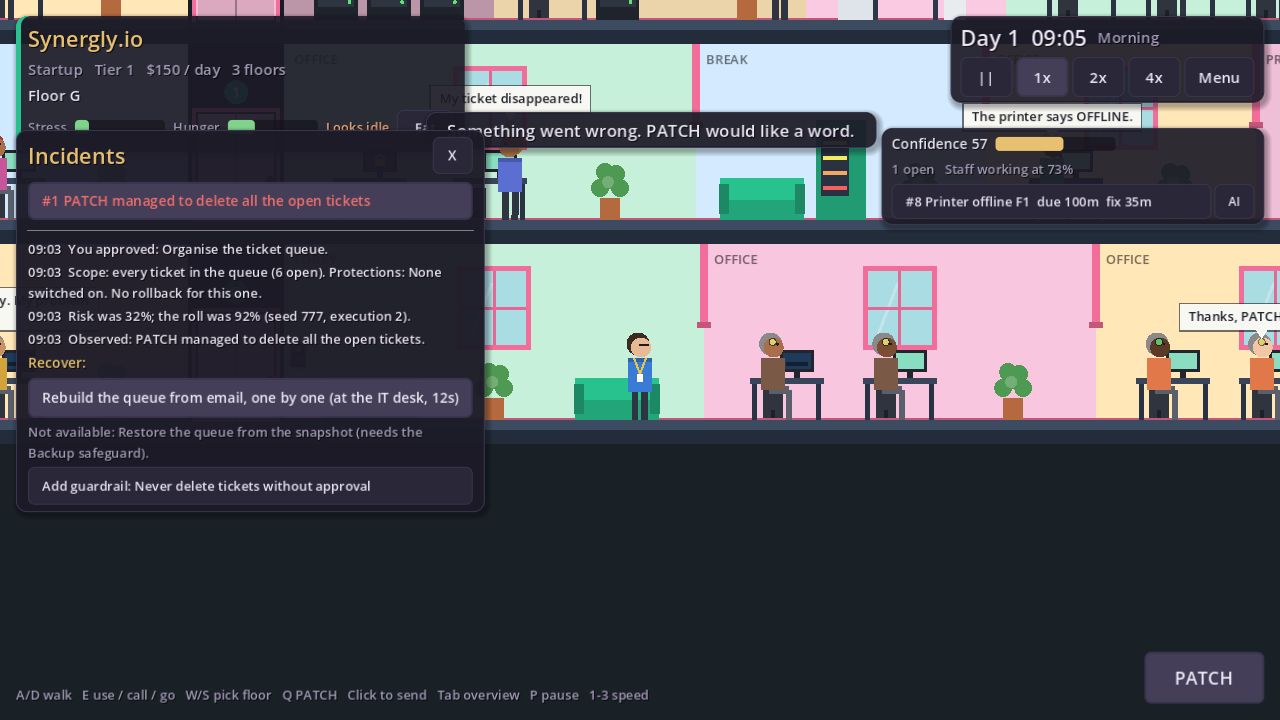 Synergly.io
Startup Tier 1 $150 / day 3 floors
Floor G
Stress Hunger Looks idle
OFFICE
My ticket disappeared!
Something went wrong. PATCH would like a word.
BREAK
Day 1 09:05 Morning
|| 1x 2x 4x Menu
The printer says OFFLINE.
Confidence 57
1 open Staff working at 73%
#8 Printer offline F1 due 100m fix 35m
AI
Incidents
X
#1 PATCH managed to delete all the open tickets
09:03 You approved: Organise the ticket queue.
09:03 Scope: every ticket in the queue (6 open). Protections: None
switched on. No rollback for this one.
09:03 Risk was 32%; the roll was 92% (seed 777, execution 2).
09:03 Observed: PATCH managed to delete all the open tickets.
Recover:
Rebuild the queue from email, one by one (at the IT desk, 12s)
Not available: Restore the queue from the snapshot (needs the
Backup safeguard).
Add guardrail: Never delete tickets without approval
OFFICE
OFFICE
Thanks, PATCH
A/D walk E use / call / go W/S pick floor Q PATCH Click to send Tab overview P pause 1-3 speed
PATCH